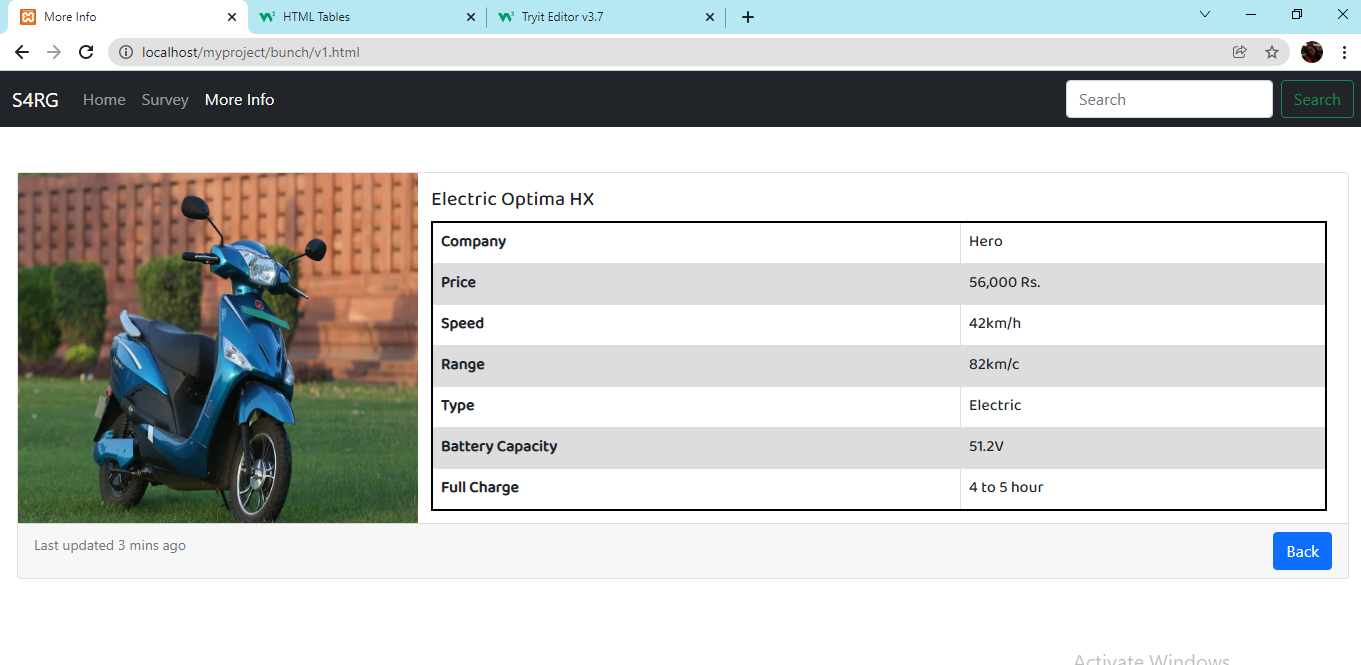 More Info
HTML Tables
Tryit Editor v3.7
localhost/myproject/bunch/v1.html
S4RG Home Survey More Info Search Search
Electric Optima HX
Company Hero
Price 56,000 Rs.
Speed 42km/h
Range 82km/c
Type Electric
Battery Capacity 51.2V
Full Charge 4 to 5 hour
Last updated 3 mins ago Back
Activate Windows